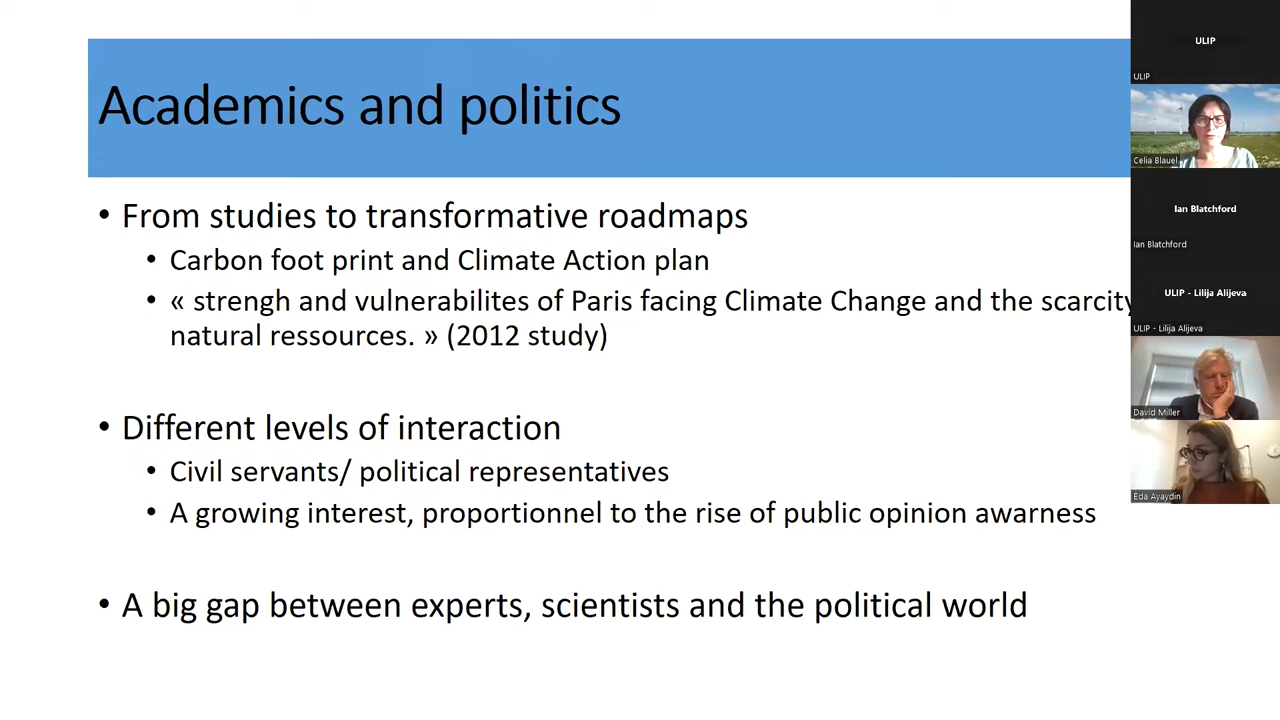 Academics and politics
• From studies to transformative roadmaps
• Carbon foot print and Climate Action plan
• « strengh and vulnerabilites of Paris facing Climate Change and the scarcity
natural ressources. » (2012 study)
• Different levels of interaction
• Civil servants/ political representatives
• A growing interest, proportionnel to the rise of public opinion awarness
• A big gap between experts, scientists and the political world
ULIP
ULIP
Celia Blauel
Ian Blatchford
Ian Blatchford
ULIP - Lilija Alijeva
ULIP - Lilija Alijeva
David Miller
Eda Ayaydin